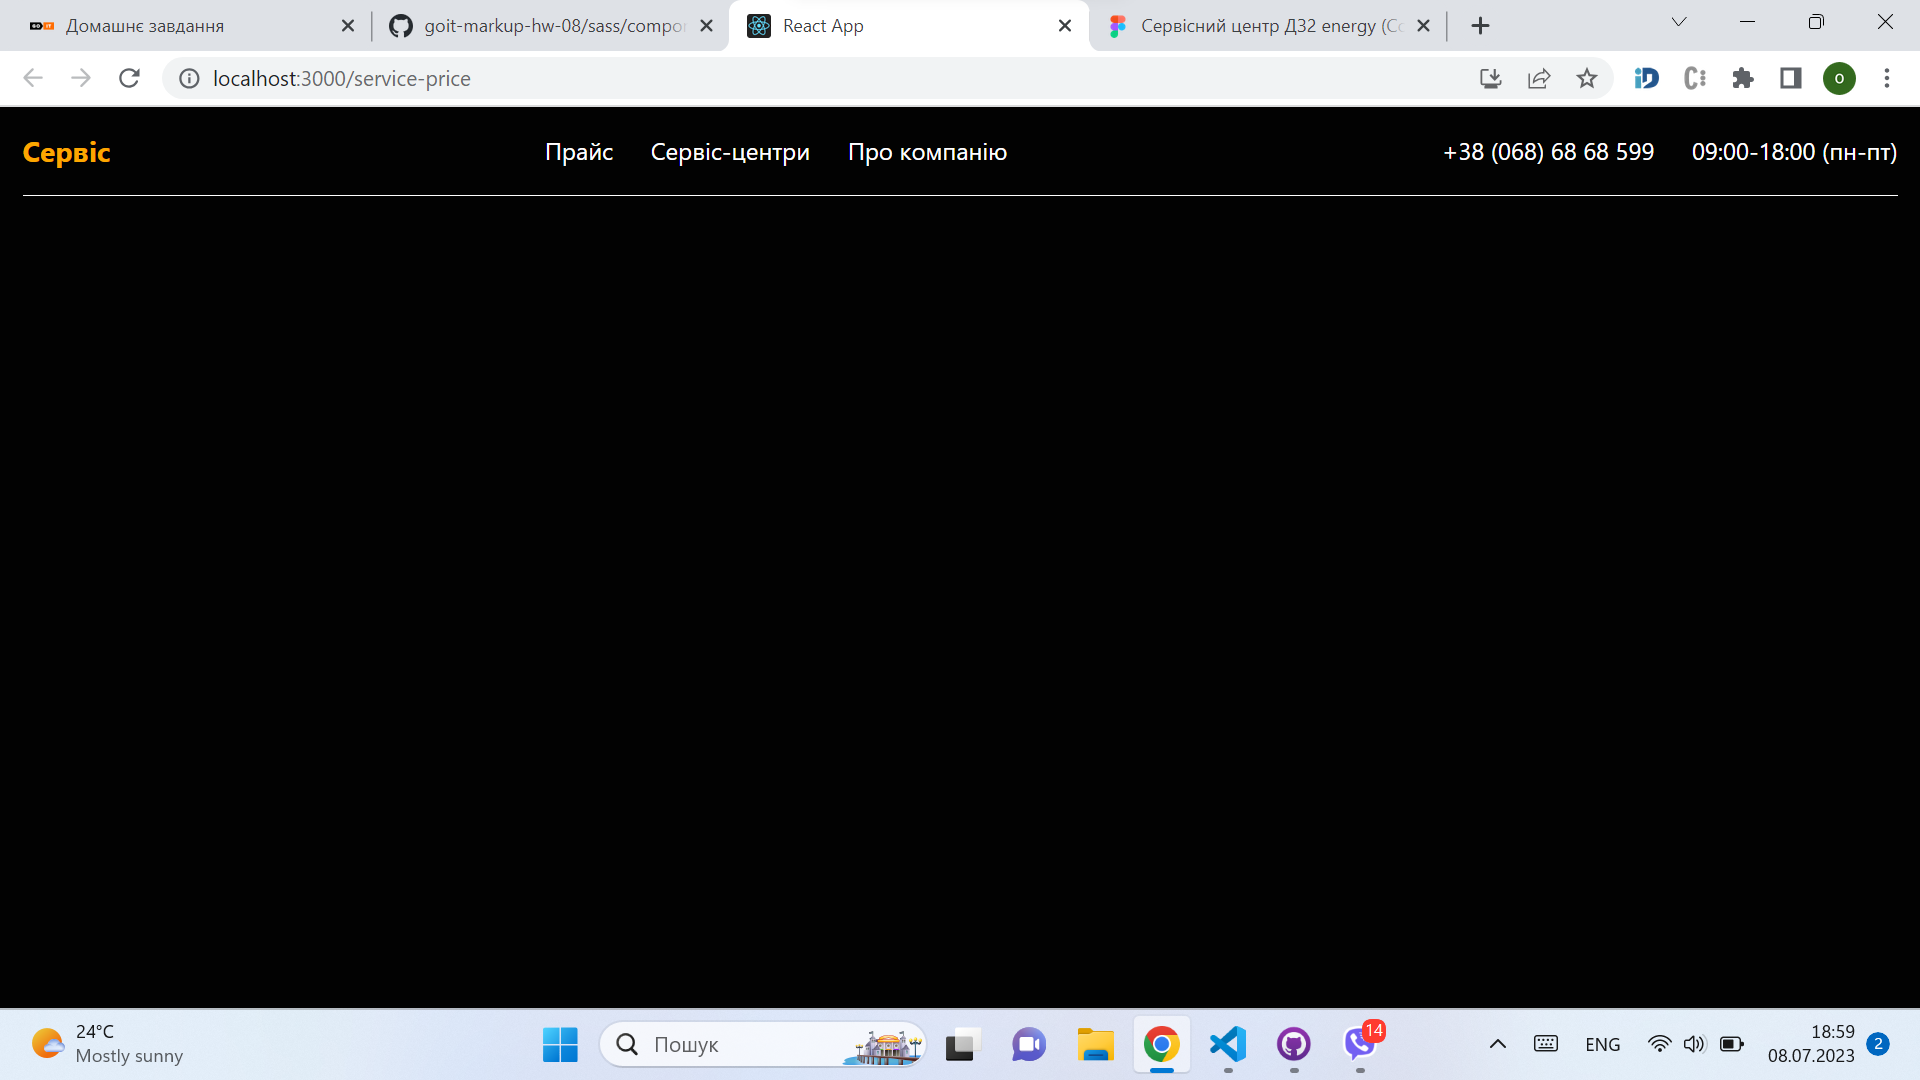 Домашнє завдання
goit-markup-hw-08/sass/compo
React App
Сервісний центр Д32 energy (Cc
localhost:3000/service-price
o
Сервіс
Прайс
Сервіс-центри
Про компанію
+38 (068) 68 68 599
09:00-18:00 (пн-пт)
24°C
Mostly sunny
Пошук
14
ENG
18:59
08.07.2023
2